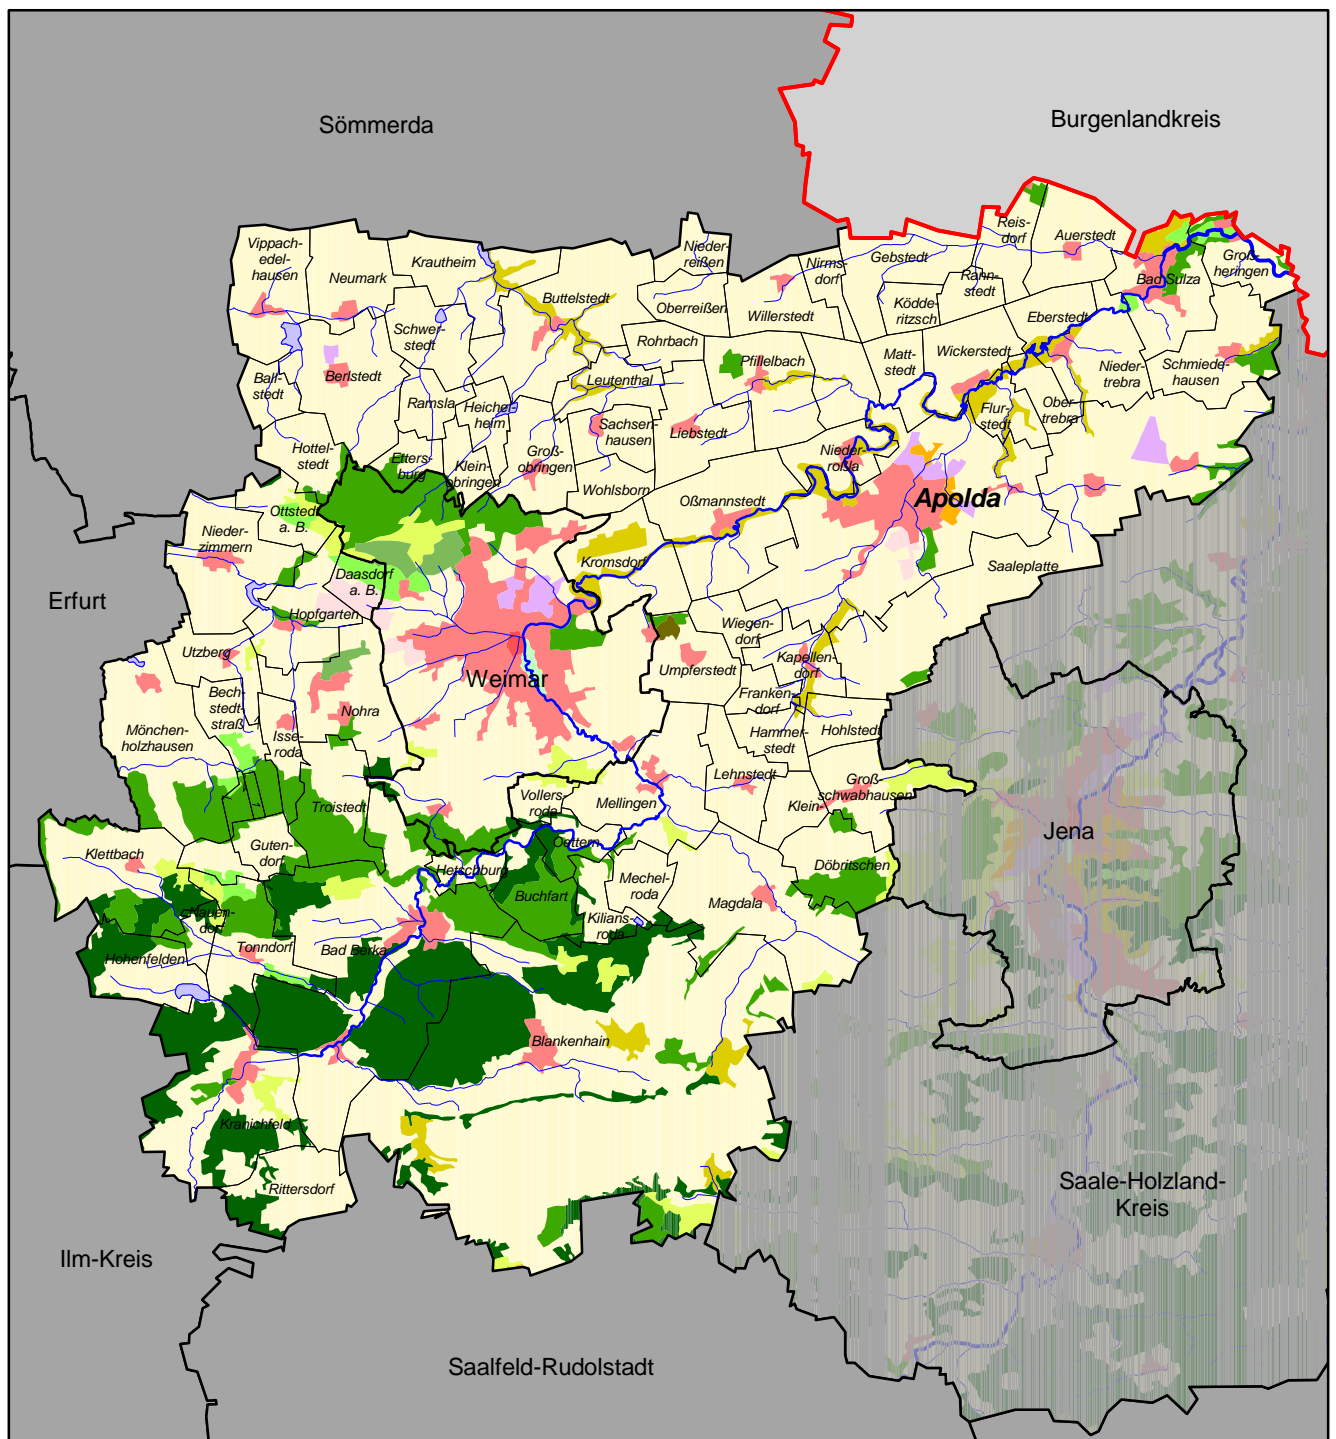 Sömmerda
Burgenlandkreis
Vippach-
edel-
hausen
Neumark
Krautheim
Nieder-
reißen
Nirms-
dorf
Gebstedt
Reis-
dorf
Auerstedt
Groß-
heringen
Bad Sulza
Rann-
stedt
Ködde-
ritzsch
Buttelstedt
Oberreißen
Willerstedt
Schwer-
stedt
Rohrbach
Eberstedt
Matt-
stedt
Wickerstedt
Pfiffelbach
Nieder-
trebra
Schmiede-
hausen
Ball-
stedt
Berlstedt
Leutenthal
Ramsla
Heichel-
heim
Flur-
stedt
Ober-
trebra
Sachsen-
hausen
Liebstedt
Hottel-
stedt
Etters-
burg
Klein-
obringen
Groß-
obringen
Nieder-
roßla
Wohlsborn
Oßmannstedt
Apolda
Ottstedt
a. B.
Nieder-
zimmern
Kromsdorf
Saaleplatte
Daasdorf
a. B.
Erfurt
Hopfgarten
Wiegen-
dorf
Utzberg
Umpferstedt
Kapellen-
dorf
Weimar
Bech-
stedt-
straß
Franken-
dorf
Nohra
Isse-
roda
Mönchen-
holzhausen
Hammer-
stedt
Hohlstedt
Lehnstedt
Groß-
schwabhausen
Klein-
Vollers-
roda
Mellingen
Troistedt
Jena
Klettbach
Guten-
dorf
Oettern
Hetschburg
Döbritschen
Mechel-
roda
Buchfart
Magdala
Nauen-
dorf
Kilians-
roda
Tonndorf
Bad Berka
Hohenfelden
Blankenhain
Kranichfeld
Rittersdorf
Saale-Holzland-
Kreis
Ilm-Kreis
Saalfeld-Rudolstadt